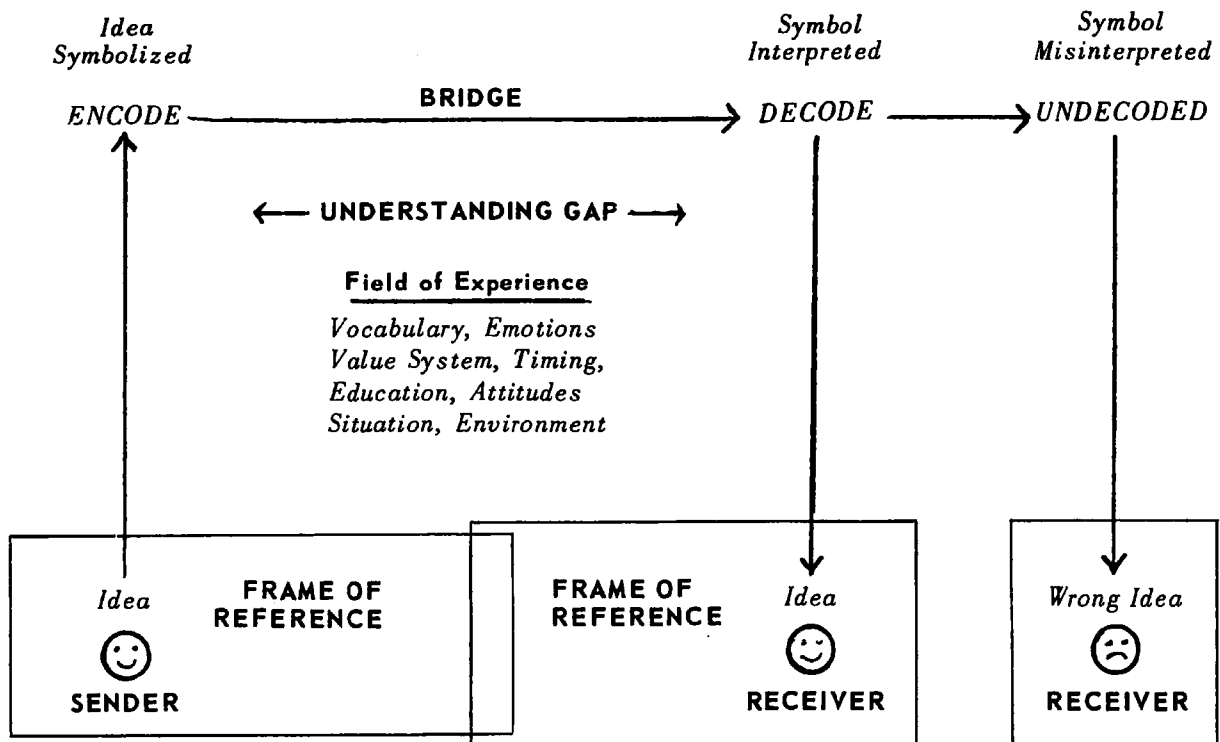 Idea
Symbolized
Symbol
Interpreted
Symbol
Misinterpreted
ENCODE
BRIDGE
DECODE
UNDECODED
UNDERSTANDING GAP
Field of Experience
Vocabulary, Emotions
Value System, Timing,
Education, Attitudes
Situation, Environment
Idea
FRAME OF
REFERENCE
SENDER
FRAME OF
REFERENCE
Idea
RECEIVER
Wrong Idea
RECEIVER